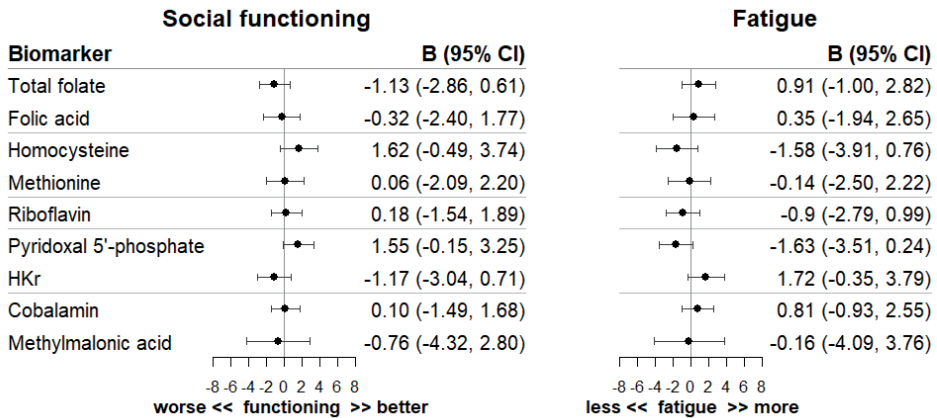 Social functioning Fatigue
Biomarker B (95% CI) B (95% CI)
Total folate -1.13 (-2.86, 0.61) 0.91 (-1.00, 2.82)
Folic acid -0.32 (-2.40, 1.77) 0.35 (-1.94, 2.65)
Homocysteine 1.62 (-0.49, 3.74) -1.58 (-3.91, 0.76)
Methionine 0.06 (-2.09, 2.20) -0.14 (-2.50, 2.22)
Riboflavin 0.18 (-1.54, 1.89) -0.9 (-2.79, 0.99)
Pyridoxal 5'-phosphate 1.55 (-0.15, 3.25) -1.63 (-3.51, 0.24)
HKr -1.17 (-3.04, 0.71) 1.72 (-0.35, 3.79)
Cobalamin 0.10 (-1.49, 1.68) 0.81 (-0.93, 2.55)
Methylmalonic acid -0.76 (-4.32, 2.80) -0.16 (-4.09, 3.76)
-8 -6 -4 -2 0 2 4 6 8 -8 -6 -4 -2 0 2 4 6 8
worse << functioning >> better less << fatigue >> more